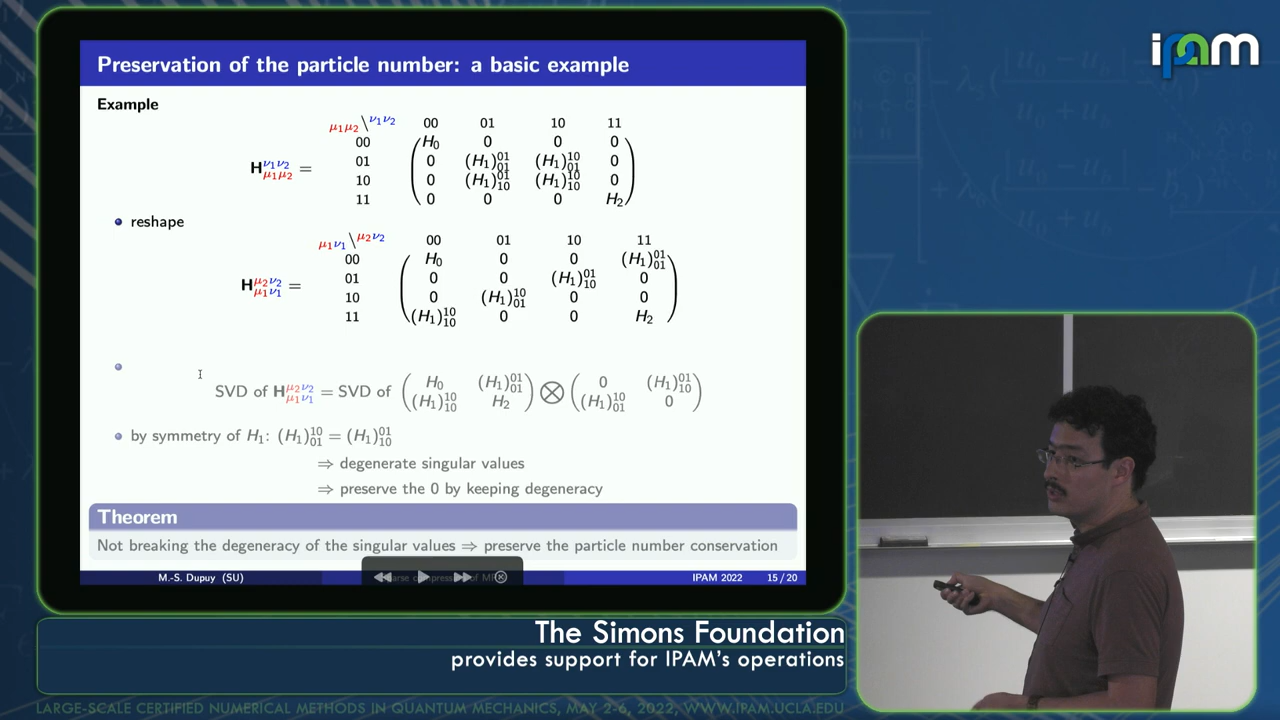 ipam
Preservation of the particle number: a basic example
Example
μ1μ2\ν1ν2 00 01 10 11
00 H0 0 0 0
H^{ν1ν2}_{μ1μ2} = 01 0 (H1)^{01}_{01} (H1)^{10}_{01} 0
10 0 (H1)^{01}_{10} (H1)^{10}_{10} 0
11 0 0 0 H2
reshape
μ1ν1\μ2ν2 00 01 10 11
00 H0 0 0 (H1)^{01}_{01}
H^{μ2ν2}_{μ1ν1} = 01 0 0 (H1)^{01}_{10} 0
10 0 (H1)^{10}_{01} 0 0
11 (H1)^{10}_{10} 0 0 H2
SVD of H^{μ2ν2}_{μ1ν1} = SVD of (H0 (H1)^{01}_{01} ⊗ (0 (H1)^{01}_{10}
(H1)^{10}_{10} H2) (H1)^{10}_{01} 0)
by symmetry of H1: (H1)^{10}_{01} = (H1)^{01}_{10}
⇒ degenerate singular values
⇒ preserve the 0 by keeping degeneracy
Theorem
Not breaking the degeneracy of the singular values ⇒ preserve the particle number conservation
M.-S. Dupuy (SU) IPAM 2022 15 / 20
The Simons Foundation
provides support for IPAM's operations
LARGE-SCALE CERTIFIED NUMERICAL METHODS IN QUANTUM MECHANICS, MAY 2-6, 2022, WWW.IPAM.UCLA.EDU